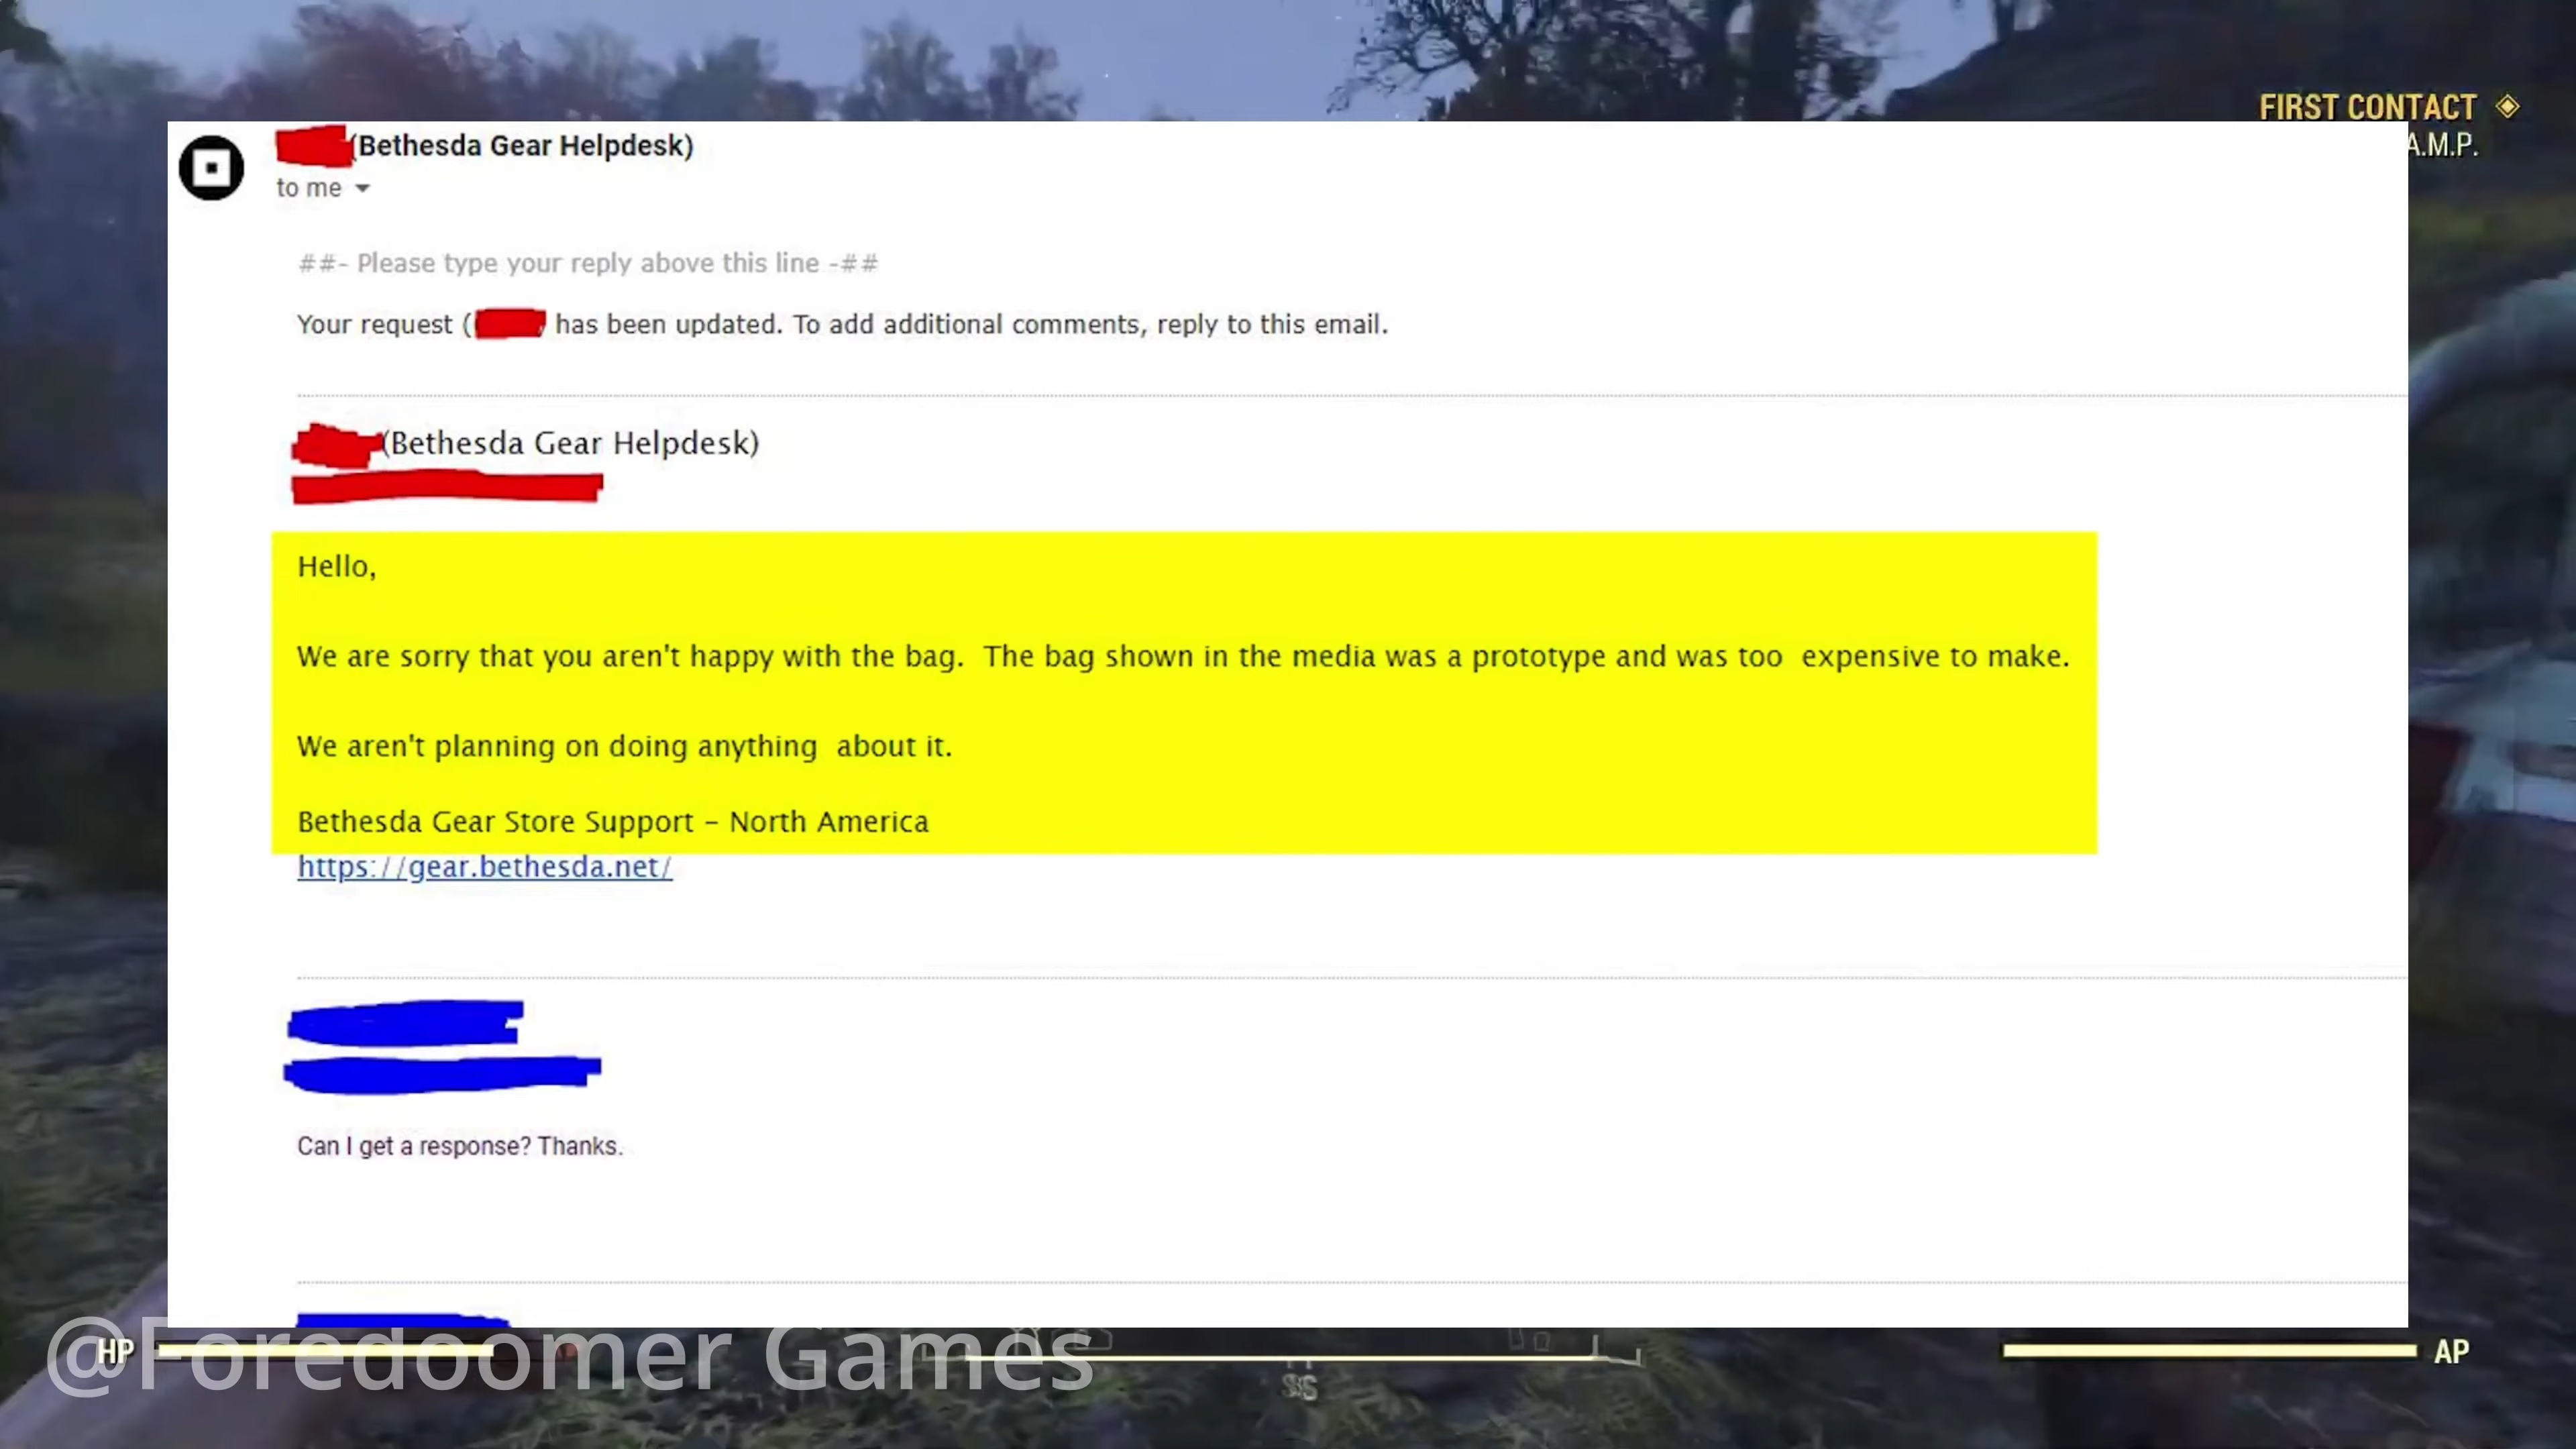 FIRST CONTACT
A.M.P.
(Bethesda Gear Helpdesk)
to me
##- Please type your reply above this line -##
Your request ( has been updated. To add additional comments, reply to this email.
(Bethesda Gear Helpdesk)
Hello,
We are sorry that you aren't happy with the bag. The bag shown in the media was a prototype and was too expensive to make.
We aren't planning on doing anything about it.
Bethesda Gear Store Support – North America
https://gear.bethesda.net/
Can I get a response? Thanks.
@Foredoomer Games
HP
AP